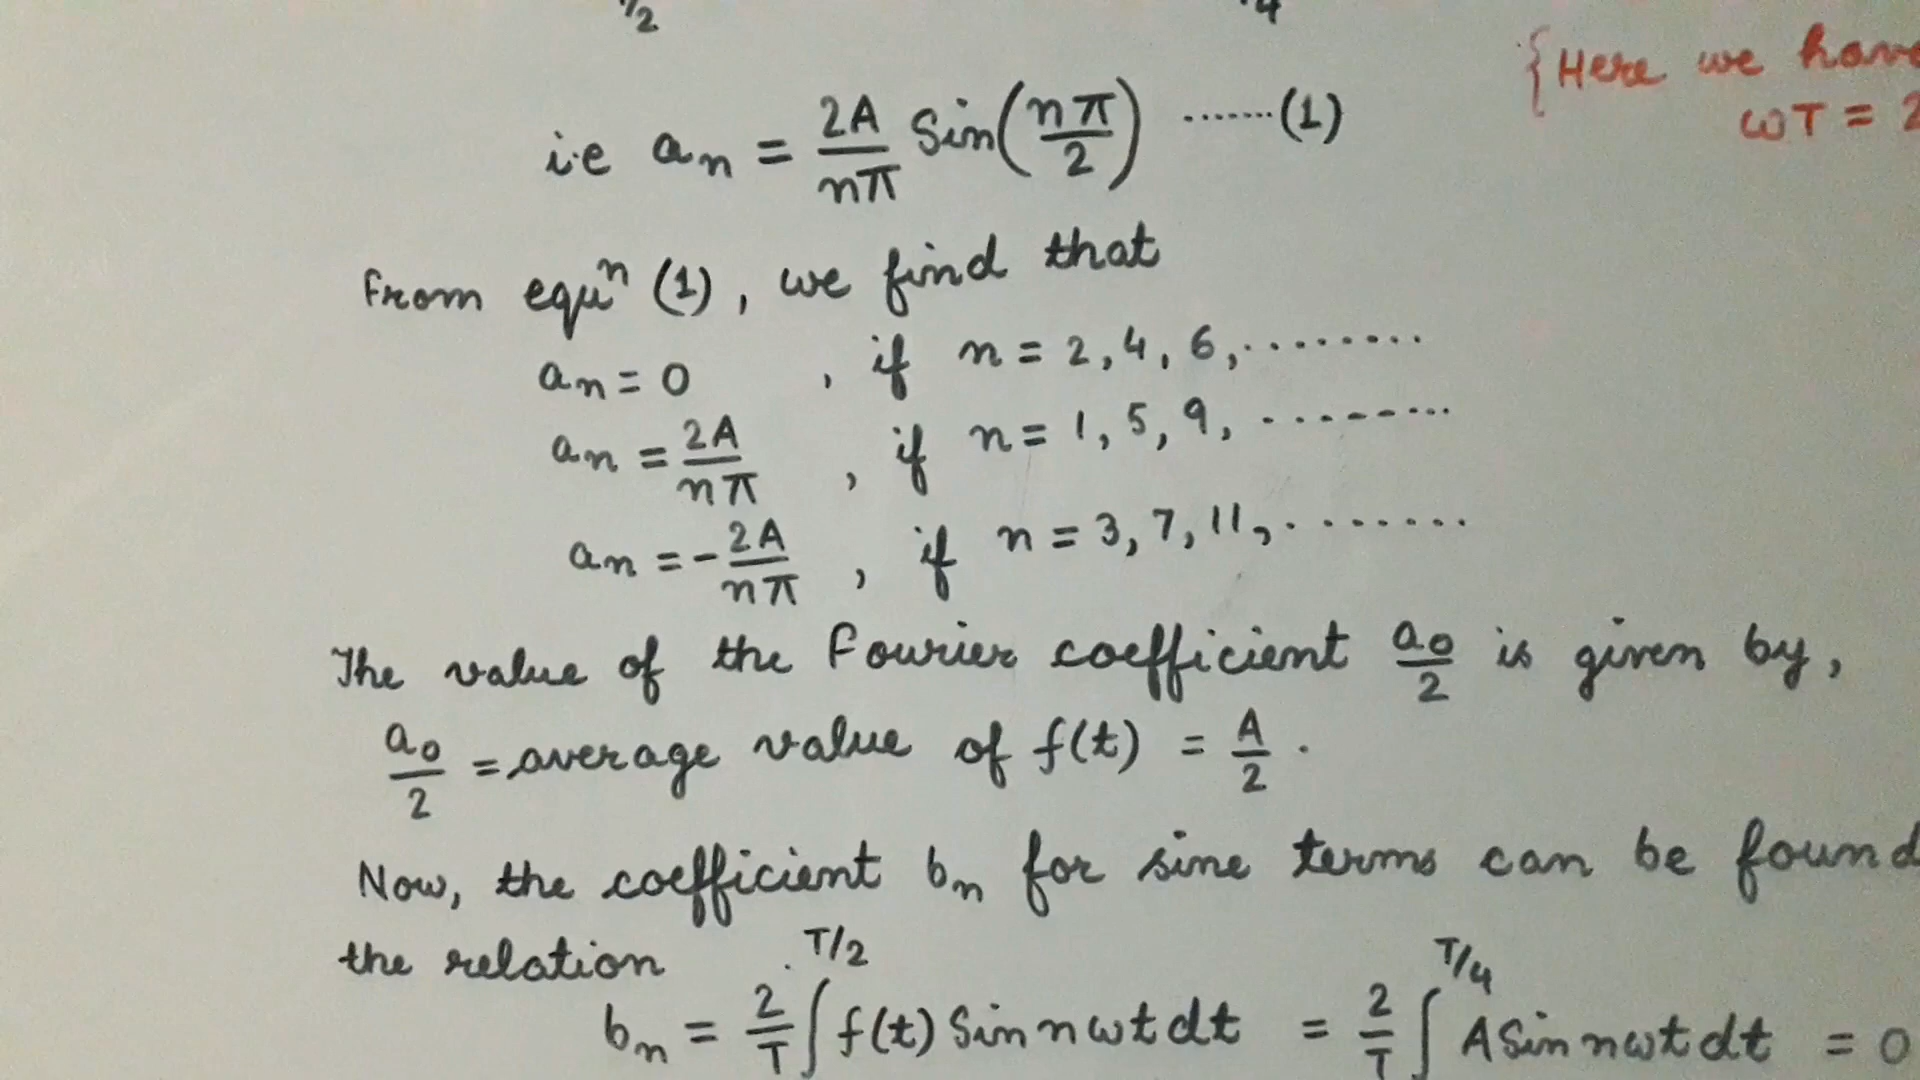 i.e aₙ = 2A/nπ Sin(nπ/2) .......(1)
{Here we have
ωT = 2
From equⁿ (1), we find that
aₙ = 0 , if n = 2, 4, 6, ........
aₙ = 2A/nπ , if n = 1, 5, 9, ........
aₙ = -2A/nπ , if n = 3, 7, 11, ........
The value of the Fourier coefficient a₀/2 is given by,
a₀/2 = average value of f(t) = A/2 .
Now, the coefficient bₙ for sine terms can be found
the relation
bₙ = 2/T ∫^T/2 f(t) Sin nωt dt = 2/T ∫^T/4 A Sin nωt dt = 0